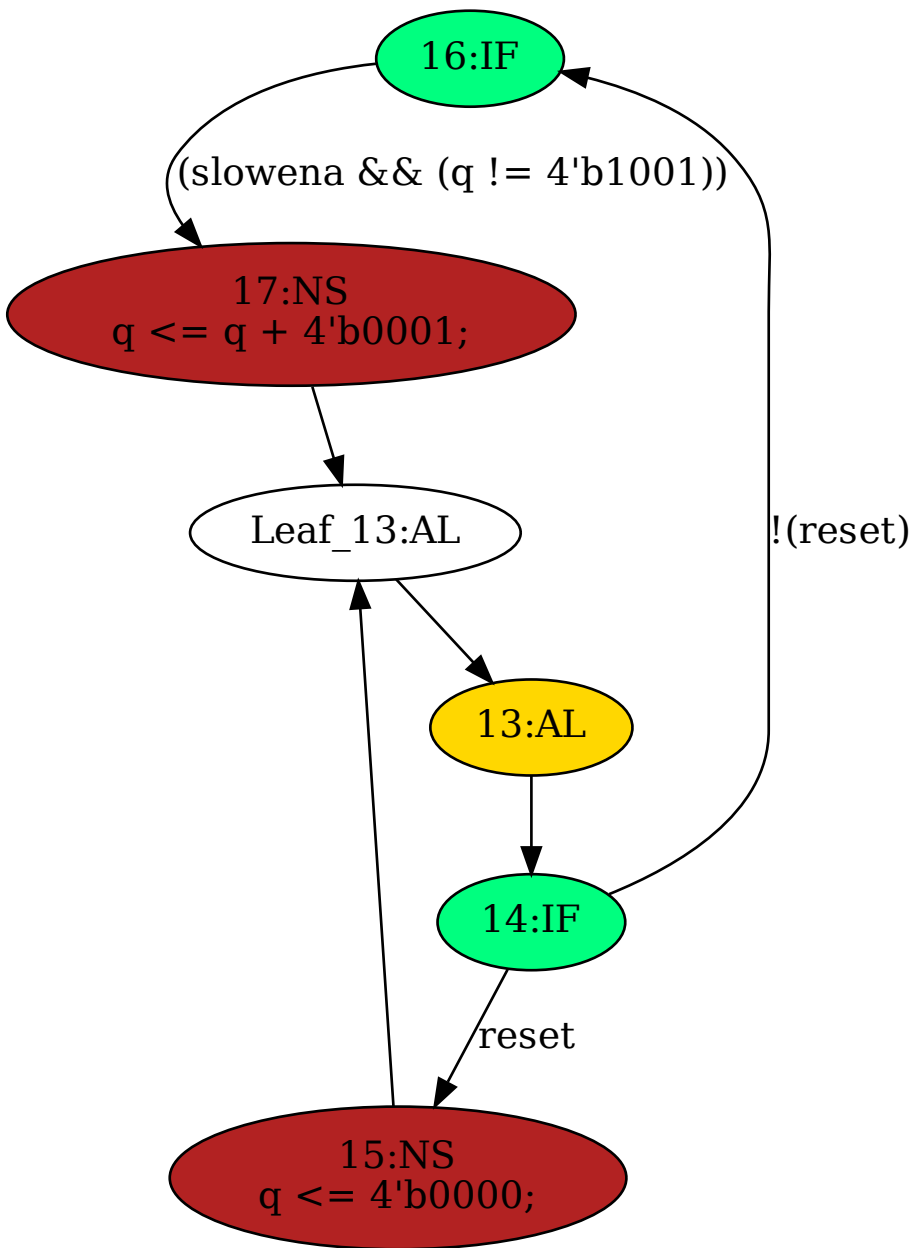 16:IF
(slowena && (q != 4'b1001))
17:NS
q <= q + 4'b0001;
Leaf_13:AL
!(reset)
13:AL
14:IF
reset
15:NS
q <= 4'b0000;